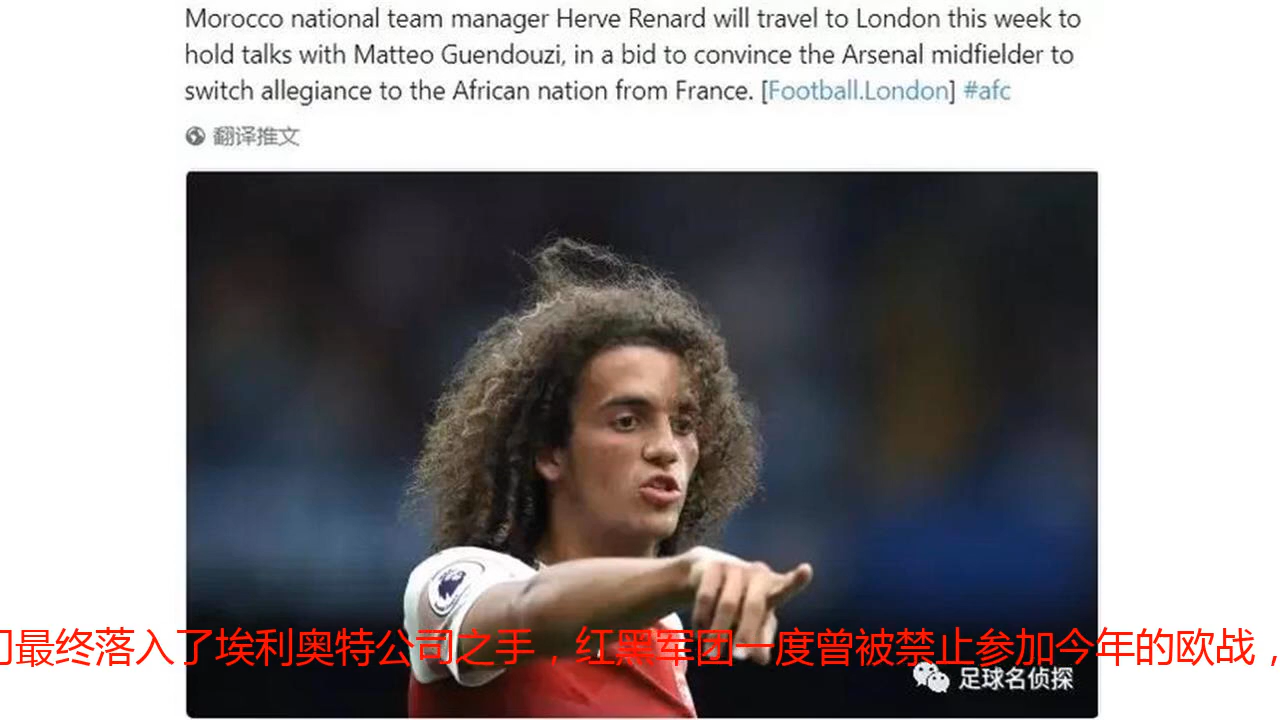 Morocco national team manager Herve Renard will travel to London this week to
hold talks with Matteo Guendouzi, in a bid to convince the Arsenal midfielder to
switch allegiance to the African nation from France. [Football.London] #afc
翻译推文
最终落入了埃利奥特公司之手，红黑军团一度曾被禁止参加今年的欧战，
足球名侦探